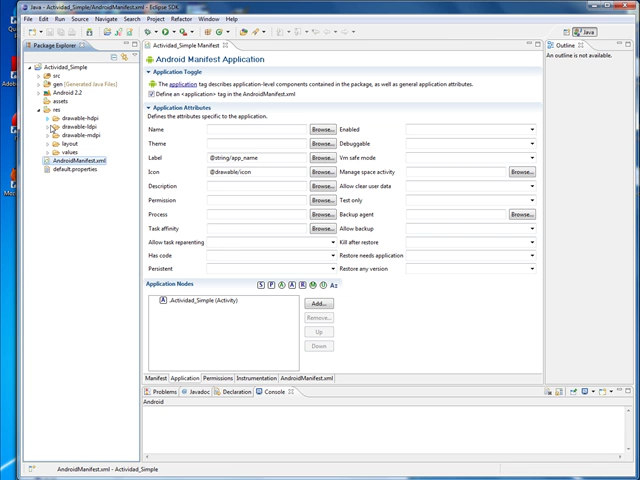 Java - Actividad_Simple/AndroidManifest.xml - Eclipse SDK
File Edit Run Source Navigate Search Project Refactor Window Help
Java
Package Explorer
Actividad_Simple
src
gen [Generated Java Files]
Android 2.2
assets
res
drawable-hdpi
drawable-ldpi
drawable-mdpi
layout
values
AndroidManifest.xml
default.properties
Actividad_Simple Manifest
Android Manifest Application
Application Toggle
The application tag describes application-level components contained in the package, as well as general application attributes.
Define an <application> tag in the AndroidManifest.xml
Application Attributes
Defines the attributes specific to the application.
Name Browse... Enabled
Theme Browse... Debuggable
Label @string/app_name Browse... Vm safe mode
Icon @drawable/icon Browse... Manage space activity Browse...
Description Browse... Allow clear user data
Permission Browse... Test only
Process Browse... Backup agent Browse...
Task affinity Browse... Allow backup
Allow task reparenting Kill after restore
Has code Restore needs application
Persistent Restore any version
Application Nodes
S P A A R M U Az
A .Actividad_Simple (Activity)
Add...
Remove...
Up
Down
Manifest Application Permissions Instrumentation AndroidManifest.xml
Problems Javadoc Declaration Console
Android
Outline
An outline is not available.
AndroidManifest.xml - Actividad_Simple